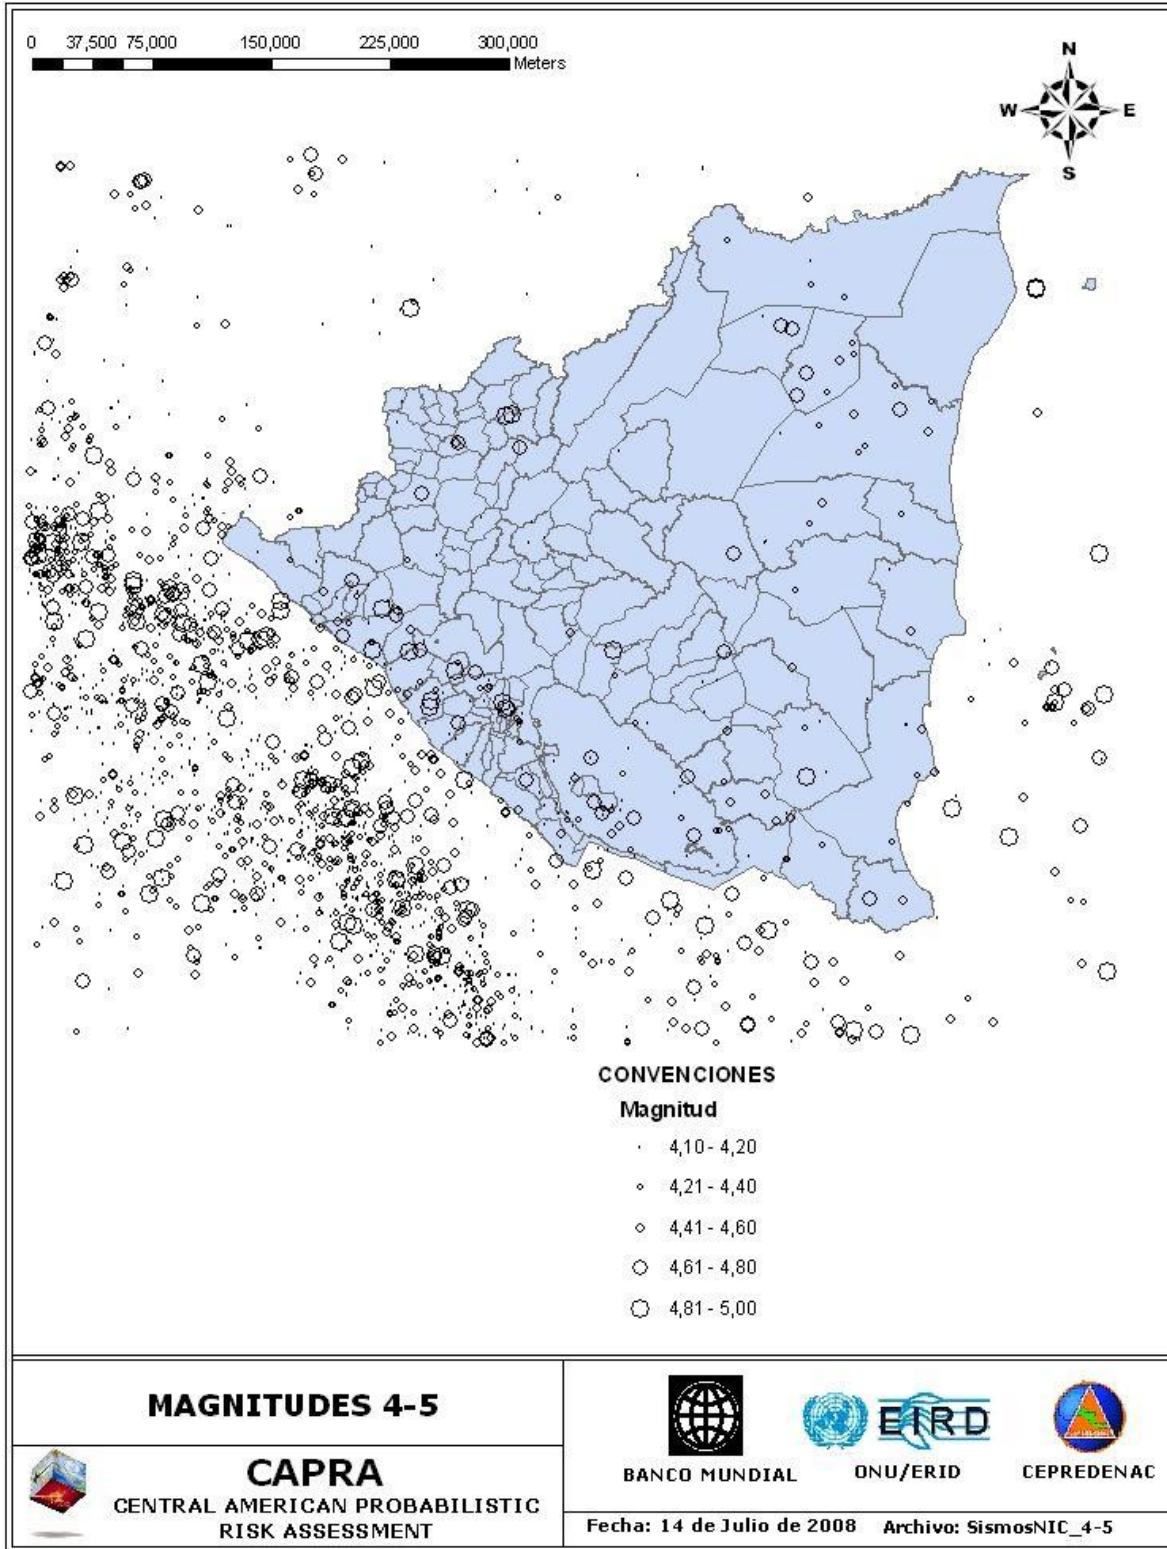 0 37,500 75,000 150,000 225,000 300,000
Meters
N
W E
S
CONVENCIONES
Magnitud
4,10 - 4,20
4,21 - 4,40
4,41 - 4,60
4,61 - 4,80
4,81 - 5,00
MAGNITUDES 4-5
CAPRA
CENTRAL AMERICAN PROBABILISTIC
RISK ASSESSMENT
EIRD
BANCO MUNDIAL ONU/ERID CEPREDENAC
Fecha: 14 de Julio de 2008 Archivo: SismosNIC_4-5